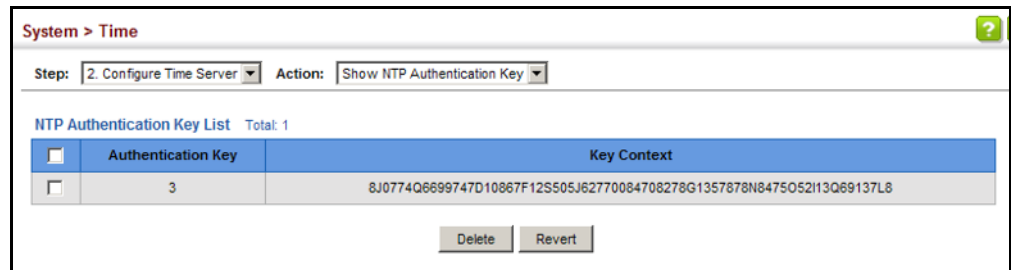 System > Time
?
Step: 2. Configure Time Server Action: Show NTP Authentication Key
NTP Authentication Key List Total: 1
Authentication Key Key Context
3 8J0774Q6699747D10867F12S505J62770084708278G1357878N8475O52I13Q69137L8
Delete Revert